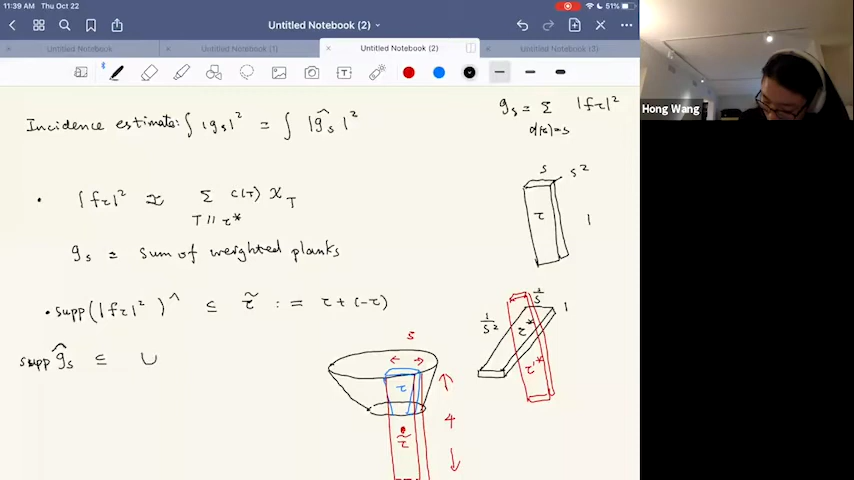 11:39 AM Thu Oct 22
51%
Untitled Notebook (2)
Untitled Notebook
Untitled Notebook (1)
Untitled Notebook (2)
Untitled Notebook (3)
Hong Wang
Incidence estimate: ∫ |g_s|² = ∫ |ĝ_s|²
g_s = Σ |f_τ|²
d(τ)=s
• |f_τ|² ≈ Σ c(T) χ_T
T // τ*
g_s = sum of weighted planks
s
s²
τ
1
• supp(|f_τ|²)^ ⊆ τ̃ := τ+(-τ)
supp ĝ_s ⊆ ∪
s
τ
τ̃
4
1/s²
1/s
1
τ*
τ'*